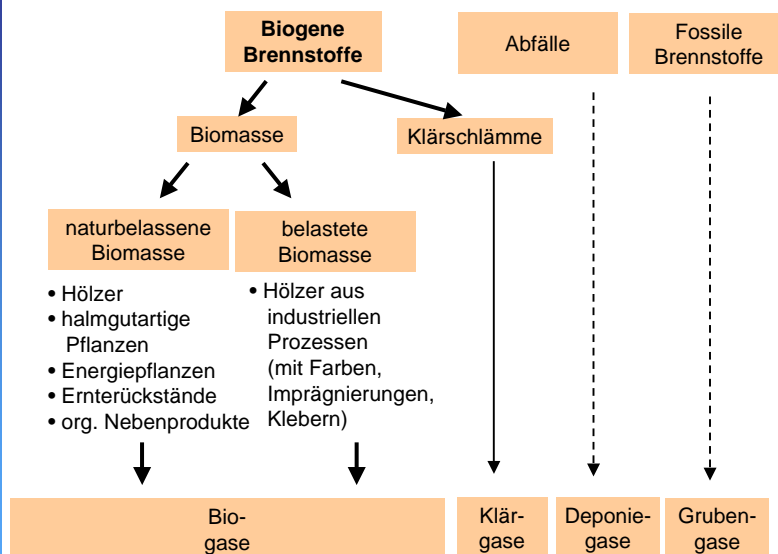 Biogene
Brennstoffe
Abfälle
Fossile
Brennstoffe
Biomasse
Klärschlämme
naturbelassene
Biomasse
belastete
Biomasse
• Hölzer
• halmgutartige
Pflanzen
• Energiepflanzen
• Ernterückstände
• org. Nebenprodukte
• Hölzer aus
industriellen
Prozessen
(mit Farben,
Imprägnierungen,
Klebern)
Bio-
gase
Klär-
gase
Deponie-
gase
Gruben-
gase